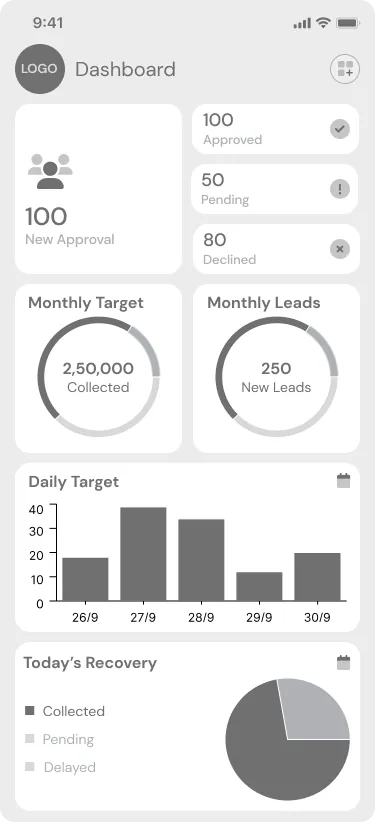 9:41
LOGO
Dashboard
100
New Approval
100
Approved
50
Pending
80
Declined
Monthly Target
2,50,000
Collected
Monthly Leads
250
New Leads
Daily Target
40
30
20
10
0
26/9 27/9 28/9 29/9 30/9
Today's Recovery
Collected
Pending
Delayed